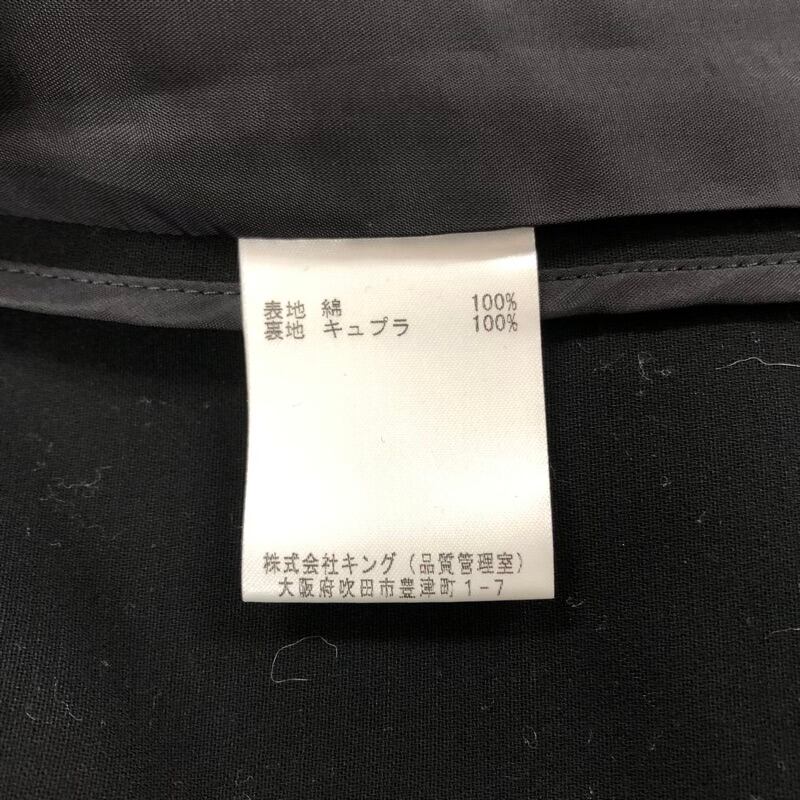 表地 綿 100%
裏地 キュプラ 100%
株式会社キング(品質管理室)
大阪府吹田市豊津町1-7